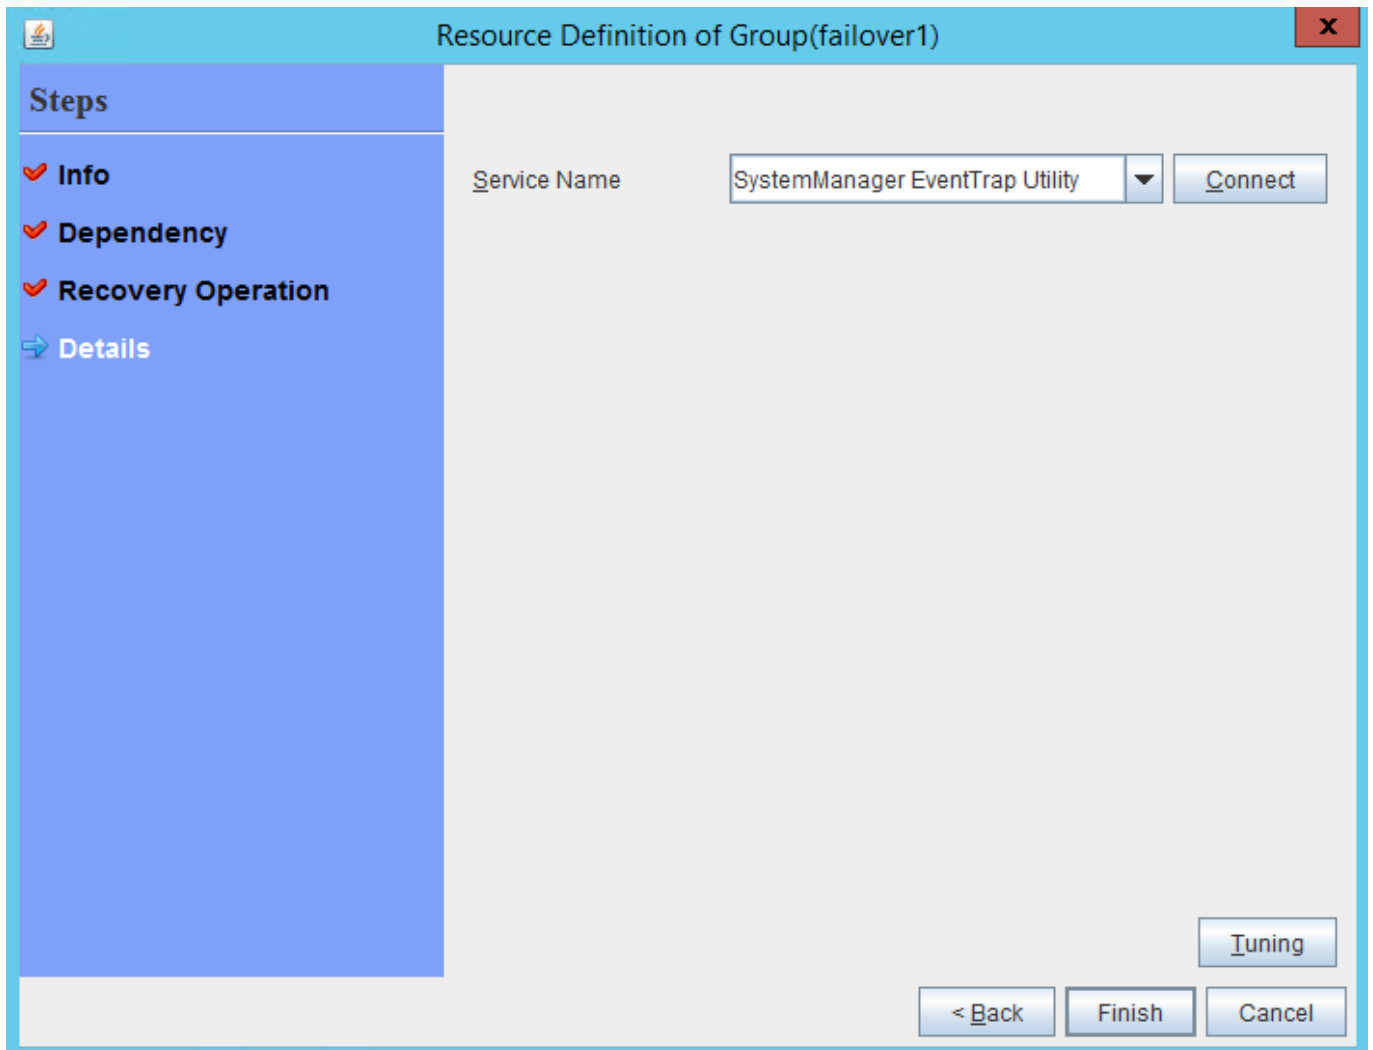 Resource Definition of Group(failover1)
x
Steps
Info
Dependency
Recovery Operation
Details
Service Name
SystemManager EventTrap Utility
Connect
Tuning
< Back
Finish
Cancel